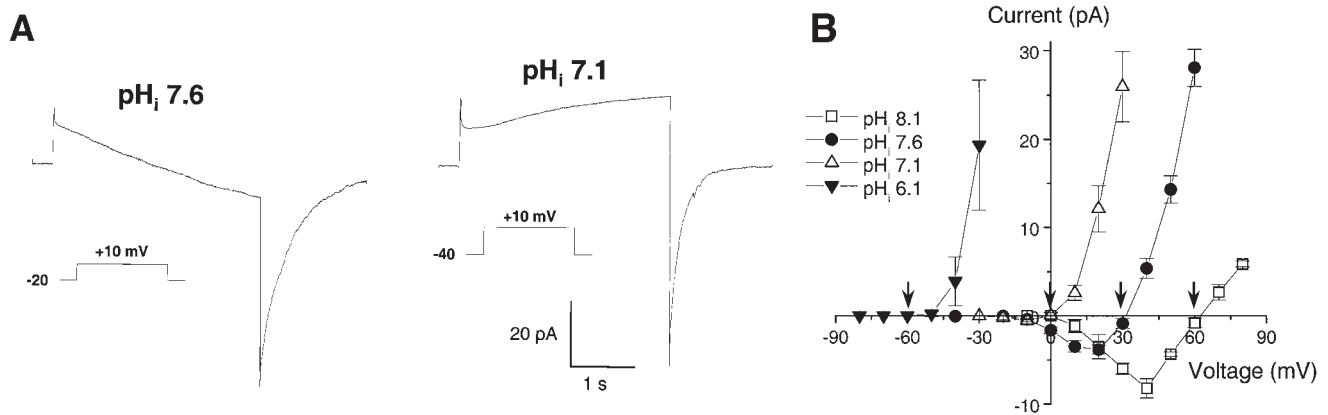 A
pHi 7.6
+10 mV
-20
pHi 7.1
+10 mV
-40
20 pA
1 s
B
Current (pA)
30
20
10
-10
pHi 8.1
pHi 7.6
pHi 7.1
pHi 6.1
-90
-60
-30
0
30
60
90
Voltage (mV)